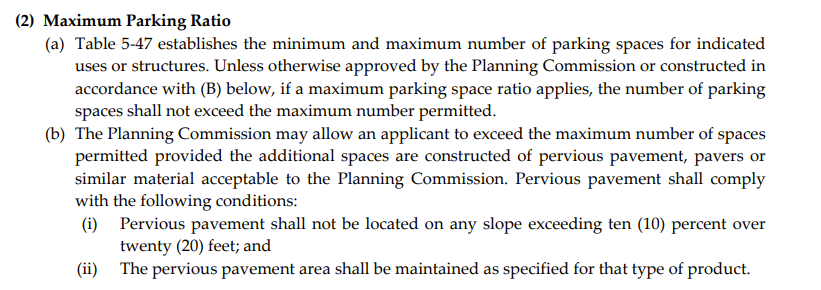 (2) Maximum Parking Ratio
(a) Table 5-47 establishes the minimum and maximum number of parking spaces for indicated
uses or structures. Unless otherwise approved by the Planning Commission or constructed in
accordance with (B) below, if a maximum parking space ratio applies, the number of parking
spaces shall not exceed the maximum number permitted.
(b) The Planning Commission may allow an applicant to exceed the maximum number of spaces
permitted provided the additional spaces are constructed of pervious pavement, pavers or
similar material acceptable to the Planning Commission. Pervious pavement shall comply
with the following conditions:
(i) Pervious pavement shall not be located on any slope exceeding ten (10) percent over
twenty (20) feet; and
(ii) The pervious pavement area shall be maintained as specified for that type of product.